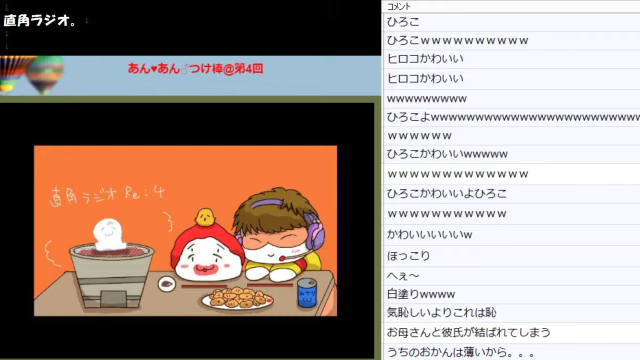 直角ラジオ。
あん♥あん♂つけ棒@第4回
直角ラジオ Re:4
コメント
ひろこ
ひろこｗｗｗｗｗｗｗｗｗｗ
ヒロコかわいい
ヒロコかわいい
wwwwwwwww
ひろこよwwwwwwwwwwwwwwwwwwwwwwww
ｗｗｗｗｗｗ
ひろこかわいいwwwww
ｗｗｗｗｗｗｗｗｗｗｗｗｗ
ひろこかわいいよひろこ
ｗｗｗｗｗｗｗｗｗｗｗ
かわいいいいいw
ほっこり
へぇ～
白塗りwwww
気恥しいよりこれは恥
お母さんと彼氏が結ばれてしまう
うちのおかんは薄いから。。。